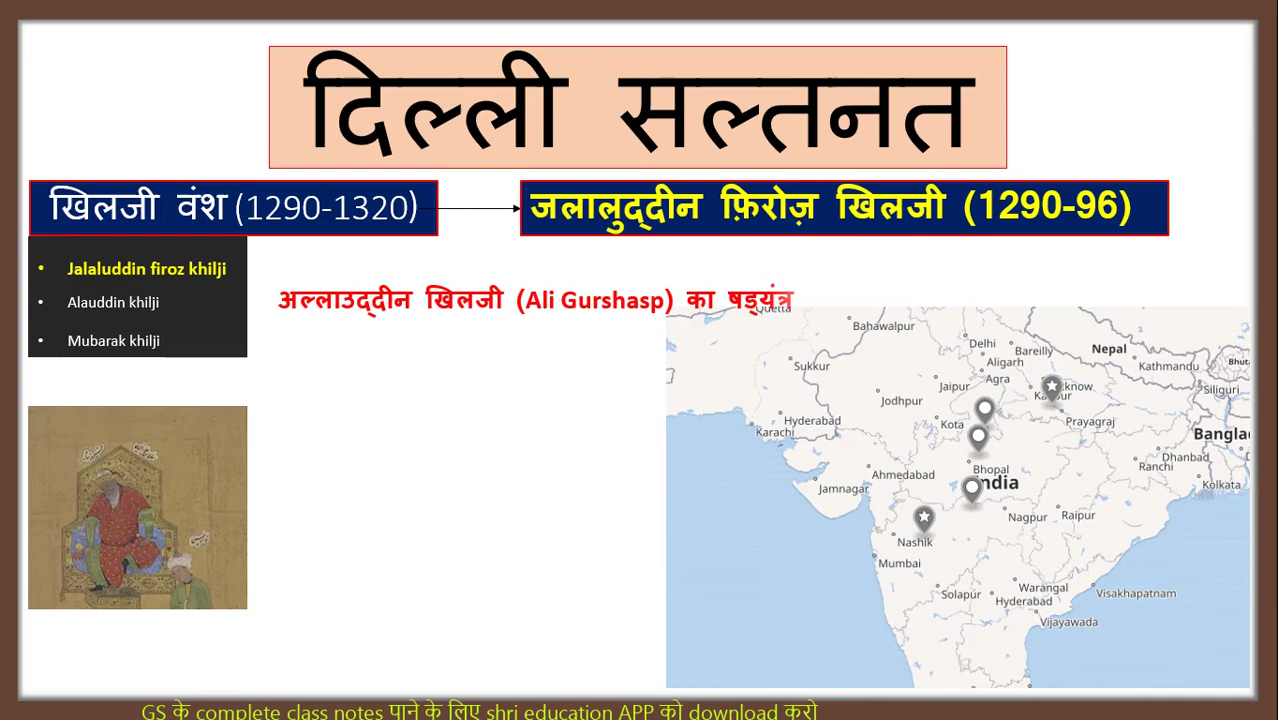 दिल्ली सल्तनत
खिलजी वंश (1290-1320)
जलालुद्दीन फ़िरोज़ खिलजी (1290-96)
• Jalaluddin firoz khilji
• Alauddin khilji
• Mubarak khilji
अल्लाउद्दीन खिलजी (Ali Gurshasp) का षड्यंत्र
Quetta
Bahawalpur
Delhi
Bareilly
Nepal
Aligarh
Kathmandu
Bhuta
Sukkur
Jaipur
Agra
Siliguri
Jodhpur
Hyderabad
Kota
Prayagraj
Karachi
Dhanbad
Ranchi
Ahmedabad
Bhopal
Jamnagar
India
Kolkata
Nagpur
Raipur
Nashik
Mumbai
Warangal
Solapur
Hyderabad
Visakhapatnam
Vijayawada
GS के complete class notes पाने के लिए shri education APP को download करो